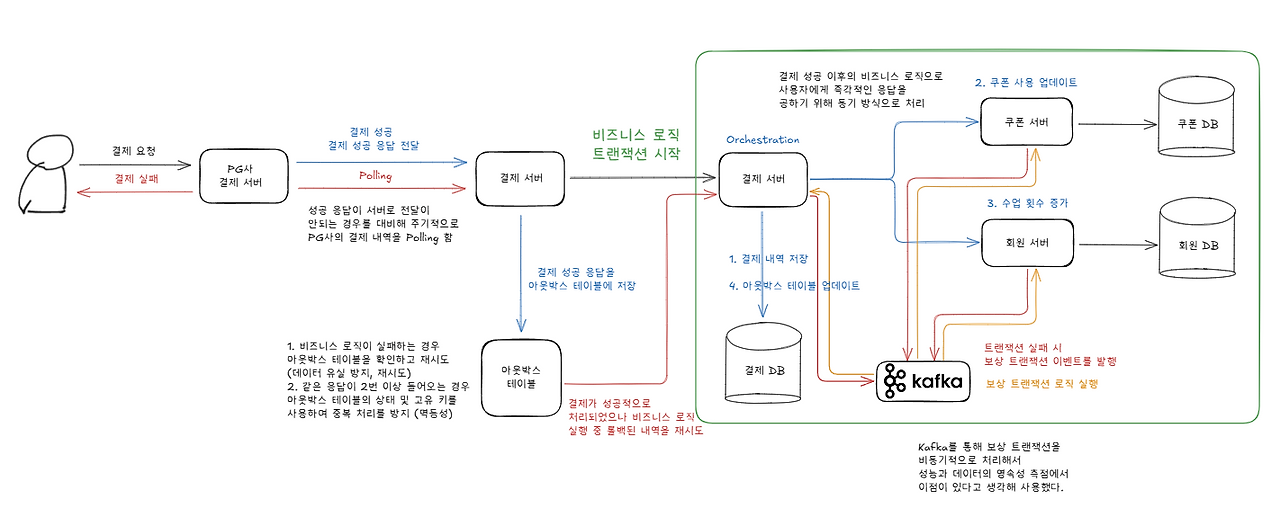 결제 요청
결제 실패
PG사
결제 서버
결제 성공
결제 성공 응답 전달
Polling
성공 응답이 서버로 전달이
안되는 경우를 대비해 주기적으로
PG사의 결제 내역을 Polling 함
결제 서버
결제 성공 응답을
아웃박스 테이블에 저장
아웃박스
테이블
1. 비즈니스 로직이 실패하는 경우
아웃박스 테이블을 확인하고 재시도
(데이터 유실 방지, 재시도)
2. 같은 응답이 2번 이상 들어오는 경우
아웃박스 테이블의 상태 및 고유 키를
사용하여 중복 처리를 방지 (멱등성)
결제가 성공적으로
처리되었으나 비즈니스 로직
실행 중 롤백된 내역을 재시도
비즈니스 로직
트랜잭션 시작
Orchestration
결제 서버
결제 성공 이후의 비즈니스 로직으로
사용자에게 즉각적인 응답을
공하기 위해 동기 방식으로 처리
1. 결제 내역 저장
4. 아웃박스 테이블 업데이트
결제 DB
2. 쿠폰 사용 업데이트
쿠폰 서버
쿠폰 DB
3. 수업 횟수 증가
회원 서버
회원 DB
kafka
트랜잭션 실패 시
보상 트랜잭션 이벤트를 발행
보상 트랜잭션 로직 실행
Kafka를 통해 보상 트랜잭션을
비동기적으로 처리해서
성능과 데이터의 영속성 측점에서
이점이 있다고 생각해 사용했다.